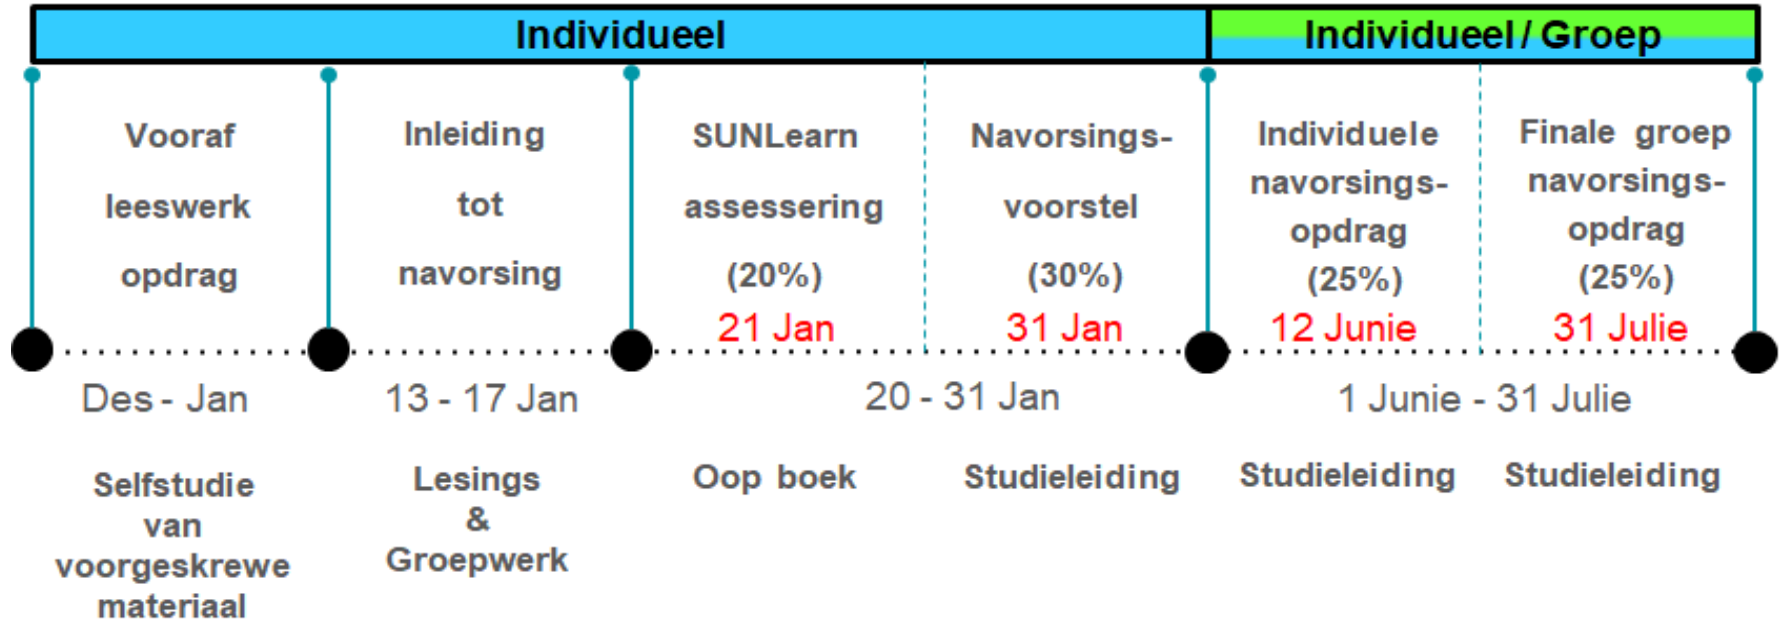 Individueel
Individueel / Groep
Vooraf
leeswerk
opdrag
Inleiding
tot
navorsing
SUNLearn
assessering
(20%)
21 Jan
Navorsings-
voorstel
(30%)
31 Jan
Individuele
navorsings-
opdrag
(25%)
12 Junie
Finale groep
navorsings-
opdrag
(25%)
31 Julie
Des - Jan
13 - 17 Jan
20 - 31 Jan
1 Junie - 31 Julie
Selfstudie
van
voorgeskrewe
materiaal
Lesings
&
Groepwerk
Oop boek
Studieleiding
Studieleiding
Studieleiding